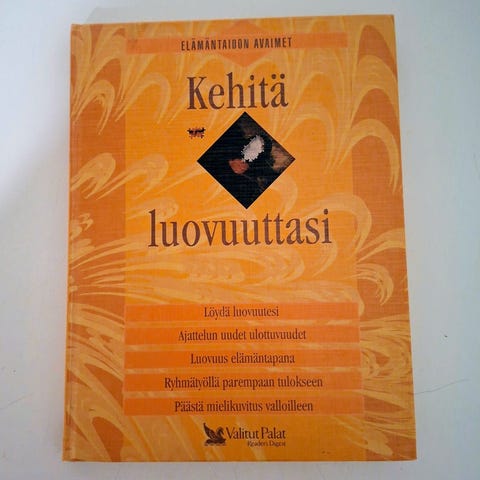 ELÄMÄNTAIDON AVAIMET
Kehitä
luovuuttasi
Löydä luovuutesi
Ajattelun uudet ulottuvuudet
Luovuus elämäntapana
Ryhmätyöllä parempaan tulokseen
Päästä mielikuvitus valloilleen
Valitut Palat
Reader's Digest